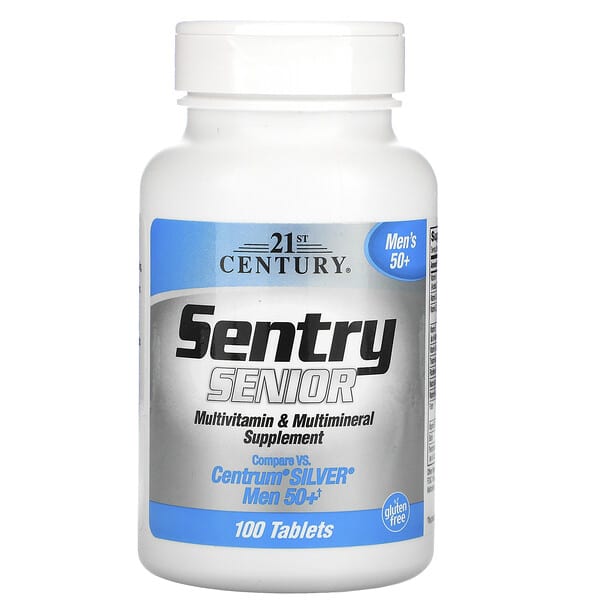 21ST
CENTURY®
Men's
50+
Sentry
SENIOR
Multivitamin & Multimineral
Supplement
Compare VS.
Centrum® SILVER®
Men 50+†
gluten
free
100 Tablets